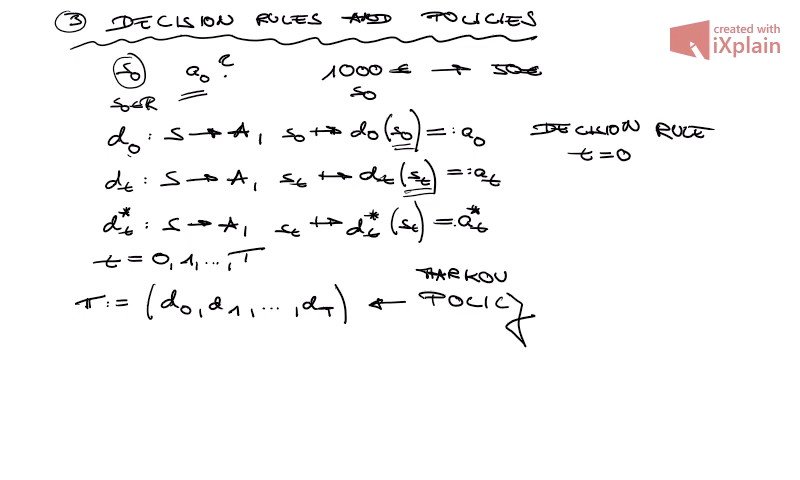 ③ DECISION RULES AND POLICIES
created with iXplain
s₀ a₀? 1000 € → 50€
s₀∈R s₀
d₀ : S → A, s₀ ↦ d₀(s₀) =: a₀ DECISION RULE
t = 0
dₜ : S → A, sₜ ↦ dₜ(sₜ) =: aₜ
dₜ* : S → A, sₜ ↦ dₜ*(sₜ) =: aₜ*
t = 0, 1, ..., T
MARKOV
π := (d₀, d₁, ..., d_T) ← POLICY